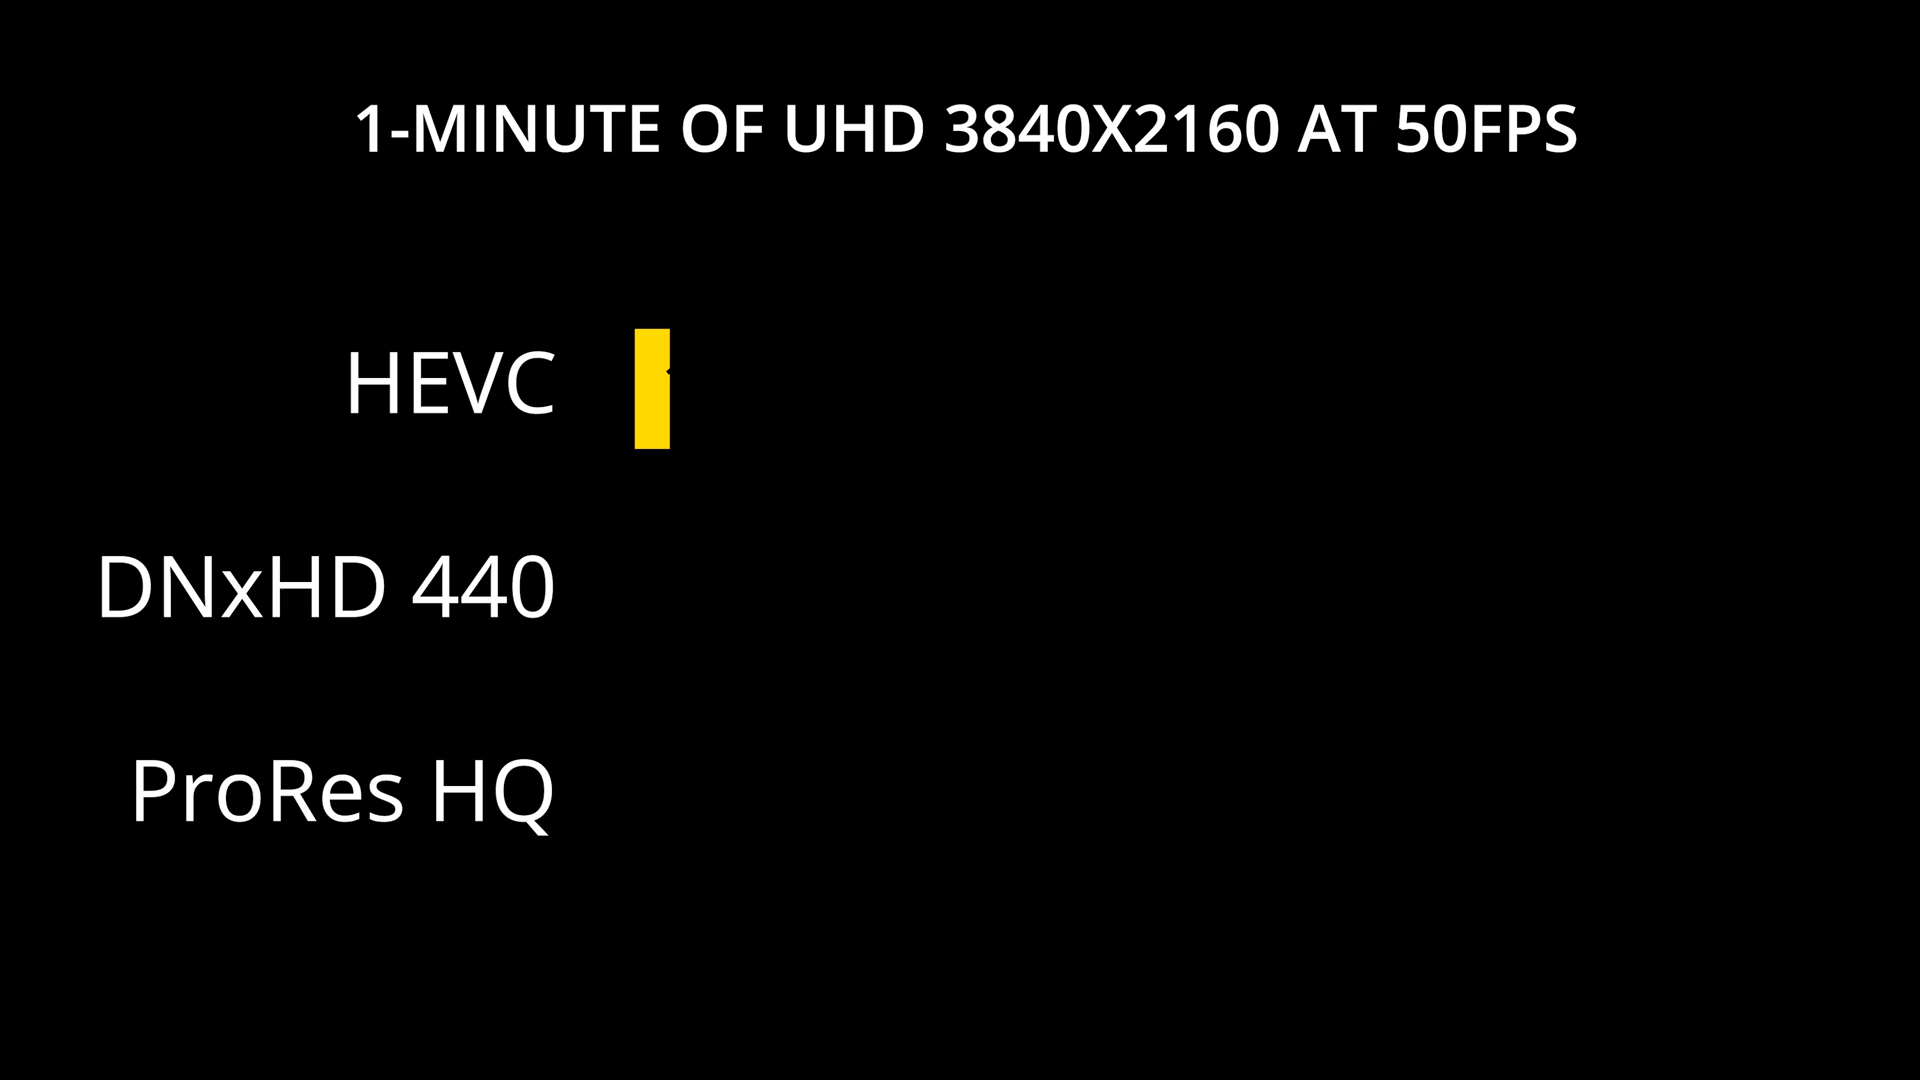 1-MINUTE OF UHD 3840X2160 AT 50FPS
HEVC
DNxHD 440
ProRes HQ